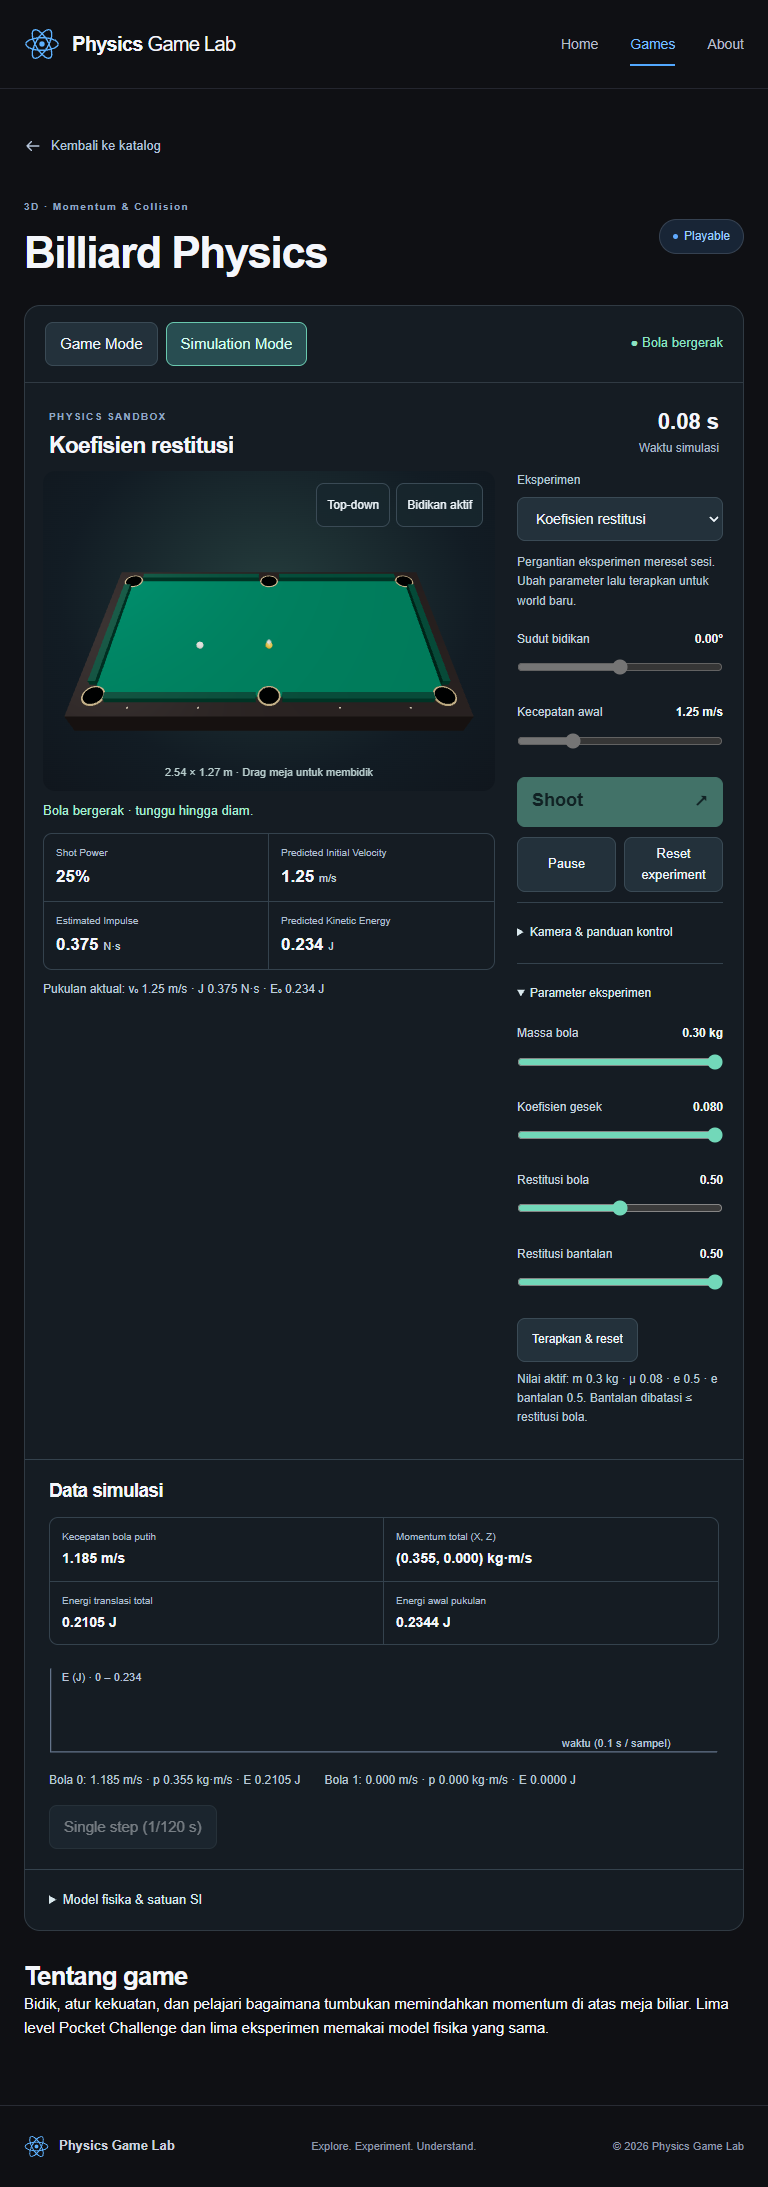 Physics Game Lab
Home
Games
About
← Kembali ke katalog
3D · Momentum & Collision
Billiard Physics
Playable
Game Mode
Simulation Mode
Bola bergerak
PHYSICS SANDBOX
Koefisien restitusi
0.08 s
Waktu simulasi
Top-down
Bidikan aktif
2.54 × 1.27 m · Drag meja untuk membidik
Bola bergerak · tunggu hingga diam.
Shot Power
25%
Predicted Initial Velocity
1.25 m/s
Estimated Impulse
0.375 N·s
Predicted Kinetic Energy
0.234 J
Pukulan aktual: v₀ 1.25 m/s · J 0.375 N·s · E₀ 0.234 J
Eksperimen
Koefisien restitusi
Pergantian eksperimen mereset sesi.
Ubah parameter lalu terapkan untuk
world baru.
Sudut bidikan
0.00°
Kecepatan awal
1.25 m/s
Shoot ↗
Pause
Reset
experiment
▶ Kamera & panduan kontrol
▼ Parameter eksperimen
Massa bola
0.30 kg
Koefisien gesek
0.080
Restitusi bola
0.50
Restitusi bantalan
0.50
Terapkan & reset
Nilai aktif: m 0.3 kg · μ 0.08 · e 0.5 · e
bantalan 0.5. Bantalan dibatasi ≤
restitusi bola.
Data simulasi
Kecepatan bola putih
1.185 m/s
Momentum total (X, Z)
(0.355, 0.000) kg·m/s
Energi translasi total
0.2105 J
Energi awal pukulan
0.2344 J
E (J) · 0 – 0.234
waktu (0.1 s / sampel)
Bola 0: 1.185 m/s · p 0.355 kg·m/s · E 0.2105 J
Bola 1: 0.000 m/s · p 0.000 kg·m/s · E 0.0000 J
Single step (1/120 s)
▶ Model fisika & satuan SI
Tentang game
Bidik, atur kekuatan, dan pelajari bagaimana tumbukan memindahkan momentum di atas meja biliar. Lima
level Pocket Challenge dan lima eksperimen memakai model fisika yang sama.
Physics Game Lab
Explore. Experiment. Understand.
© 2026 Physics Game Lab